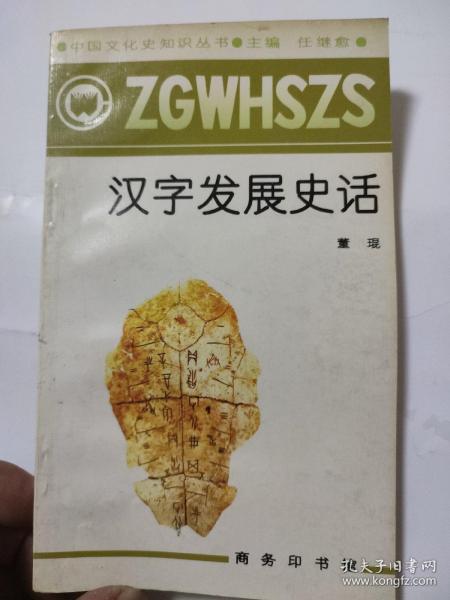 ●中国文化史知识丛书●主编 任继愈●
ZGWHSZS
汉字发展史话
董 琨
商务印书馆
孔夫子旧书网
www.kongfz.com